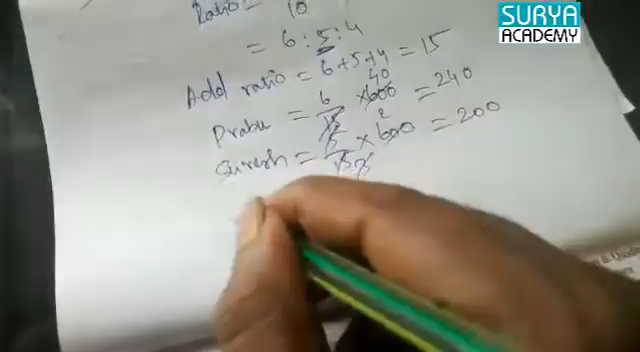 SURYA
ACADEMY
Ratio = 10
= 6 : 5 : 4
Add ratio = 6 + 5 + 4 = 15
Prabu = 6/15 × 600 40 = 240
Suresh = 5/15 3 × 600 2 = 200